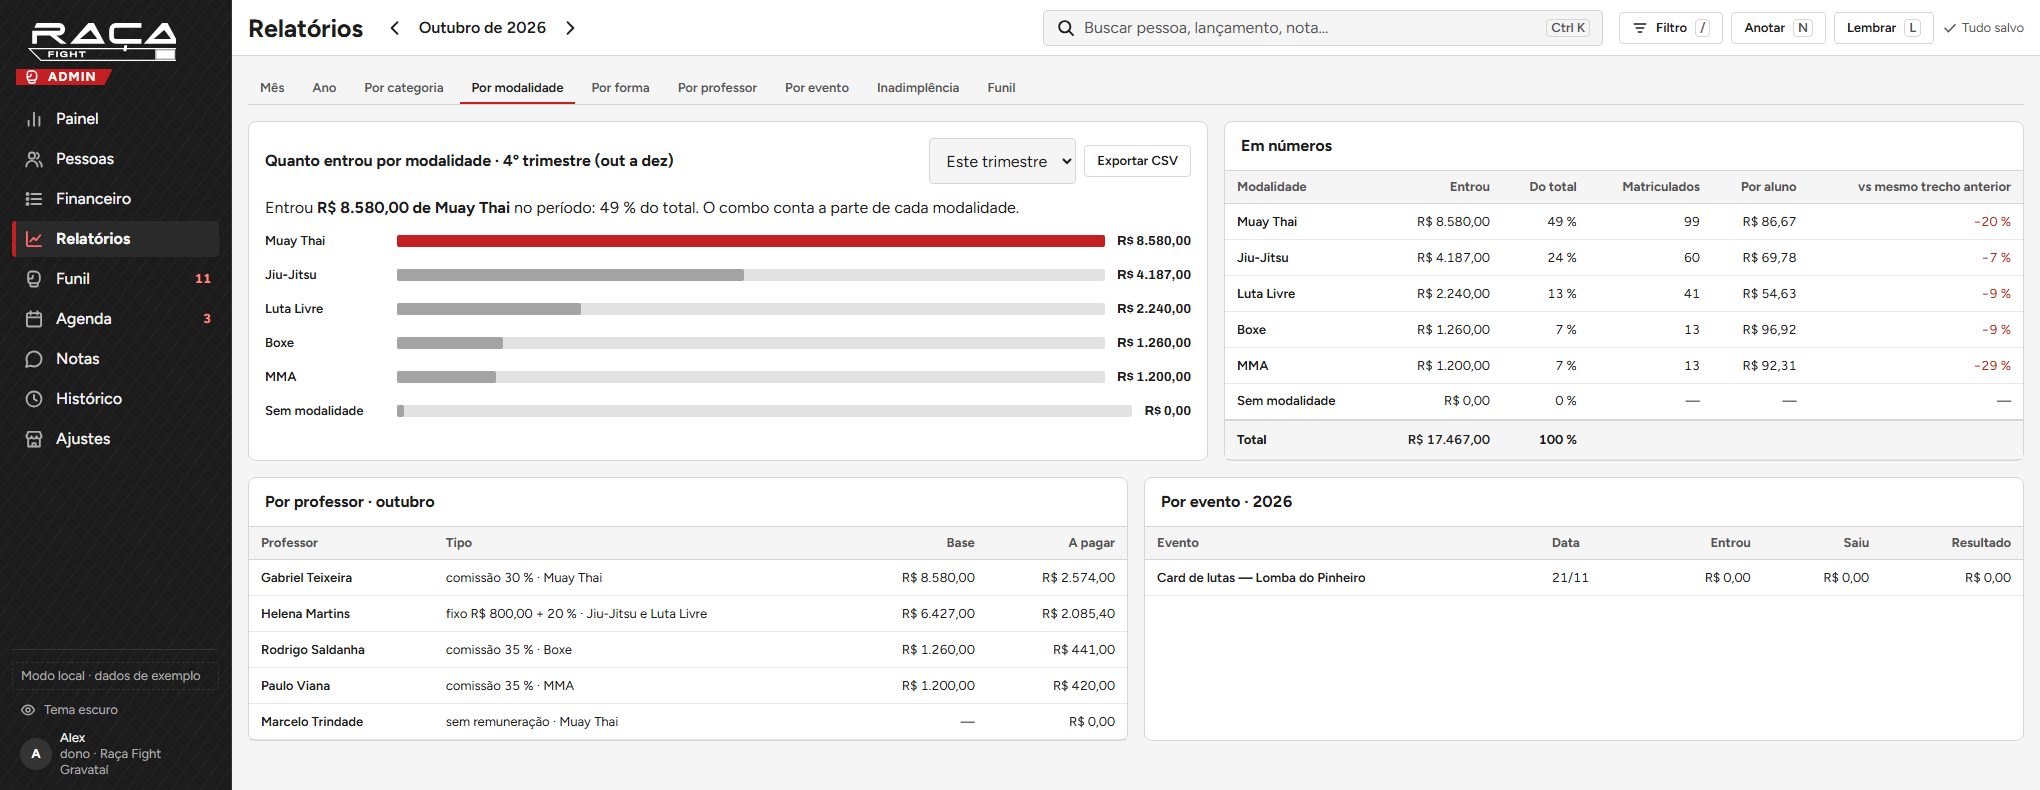 RAÇA
FIGHT
ADMIN
Painel
Pessoas
Financeiro
Relatórios
Funil 11
Agenda 3
Notas
Histórico
Ajustes
Modo local · dados de exemplo
Tema escuro
A
Alex
dono · Raça Fight
Gravataí
Relatórios
Outubro de 2026
Buscar pessoa, lançamento, nota... Ctrl K
Filtro /
Anotar N
Lembrar L
Tudo salvo
Mês Ano Por categoria Por modalidade Por forma Por professor Por evento Inadimplência Funil
Quanto entrou por modalidade · 4º trimestre (out a dez)
Este trimestre
Exportar CSV
Entrou R$ 8.580,00 de Muay Thai no período: 49 % do total. O combo conta a parte de cada modalidade.
Muay Thai R$ 8.580,00
Jiu-Jitsu R$ 4.187,00
Luta Livre R$ 2.240,00
Boxe R$ 1.260,00
MMA R$ 1.200,00
Sem modalidade R$ 0,00
Em números
Modalidade Entrou Do total Matriculados Por aluno vs mesmo trecho anterior
Muay Thai R$ 8.580,00 49 % 99 R$ 86,67 −20 %
Jiu-Jitsu R$ 4.187,00 24 % 60 R$ 69,78 −7 %
Luta Livre R$ 2.240,00 13 % 41 R$ 54,63 −9 %
Boxe R$ 1.260,00 7 % 13 R$ 96,92 −9 %
MMA R$ 1.200,00 7 % 13 R$ 92,31 −29 %
Sem modalidade R$ 0,00 0 % — — —
Total R$ 17.467,00 100 %
Por professor · outubro
Professor Tipo Base A pagar
Gabriel Teixeira comissão 30 % · Muay Thai R$ 8.580,00 R$ 2.574,00
Helena Martins fixo R$ 800,00 + 20 % · Jiu-Jitsu e Luta Livre R$ 6.427,00 R$ 2.085,40
Rodrigo Saldanha comissão 35 % · Boxe R$ 1.260,00 R$ 441,00
Paulo Viana comissão 35 % · MMA R$ 1.200,00 R$ 420,00
Marcelo Trindade sem remuneração · Muay Thai — R$ 0,00
Por evento · 2026
Evento Data Entrou Saiu Resultado
Card de lutas — Lomba do Pinheiro 21/11 R$ 0,00 R$ 0,00 R$ 0,00